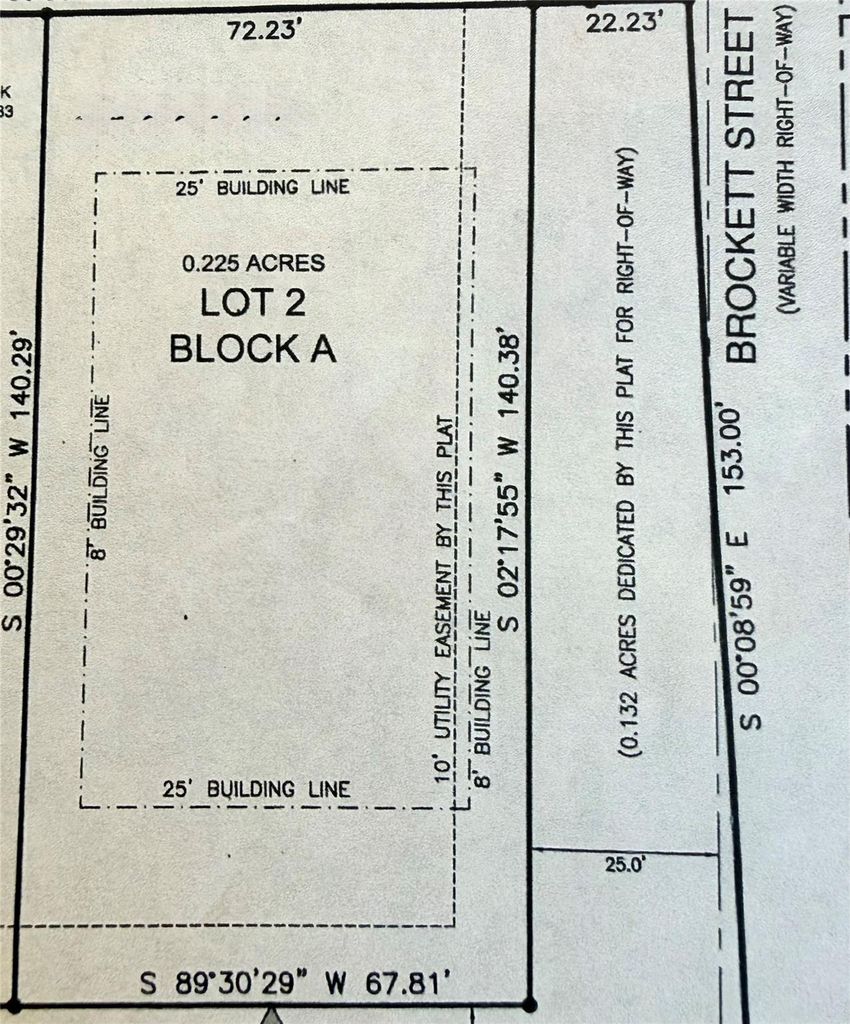 72.23'
22.23'
K
33
25' BUILDING LINE
0.225 ACRES
LOT 2
BLOCK A
S 00°29'32" W 140.29'
8' BUILDING LINE
10' UTILITY EASEMENT BY THIS PLAT
8' BUILDING LINE
S 02°17'55" W 140.38'
(0.132 ACRES DEDICATED BY THIS PLAT FOR RIGHT-OF-WAY)
S 00°08'59" E 153.00'
BROCKETT STREET
(VARIABLE WIDTH RIGHT-OF-WAY)
25' BUILDING LINE
25.0'
S 89°30'29" W 67.81'